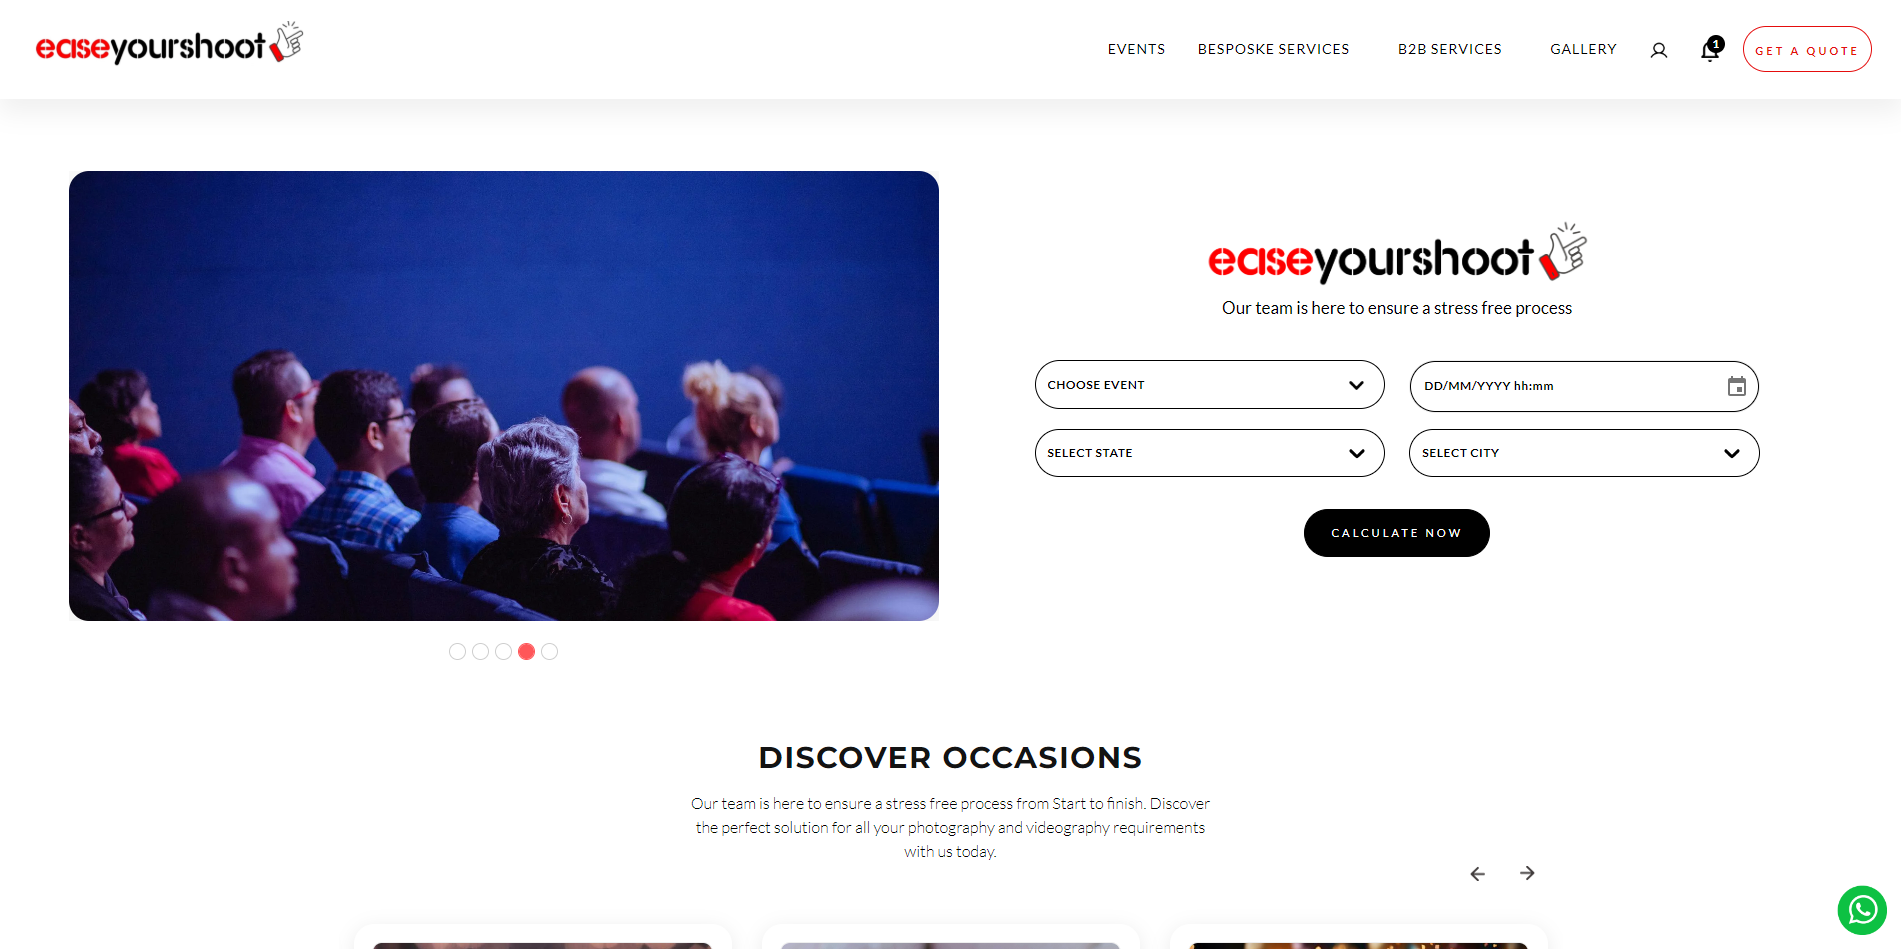 easeyourshoot
EVENTS
BESPOSKE SERVICES
B2B SERVICES
GALLERY
1
GET A QUOTE
easeyourshoot
Our team is here to ensure a stress free process
CHOOSE EVENT
DD/MM/YYYY hh:mm
SELECT STATE
SELECT CITY
CALCULATE NOW
DISCOVER OCCASIONS
Our team is here to ensure a stress free process from Start to finish. Discover
the perfect solution for all your photography and videography requirements
with us today.